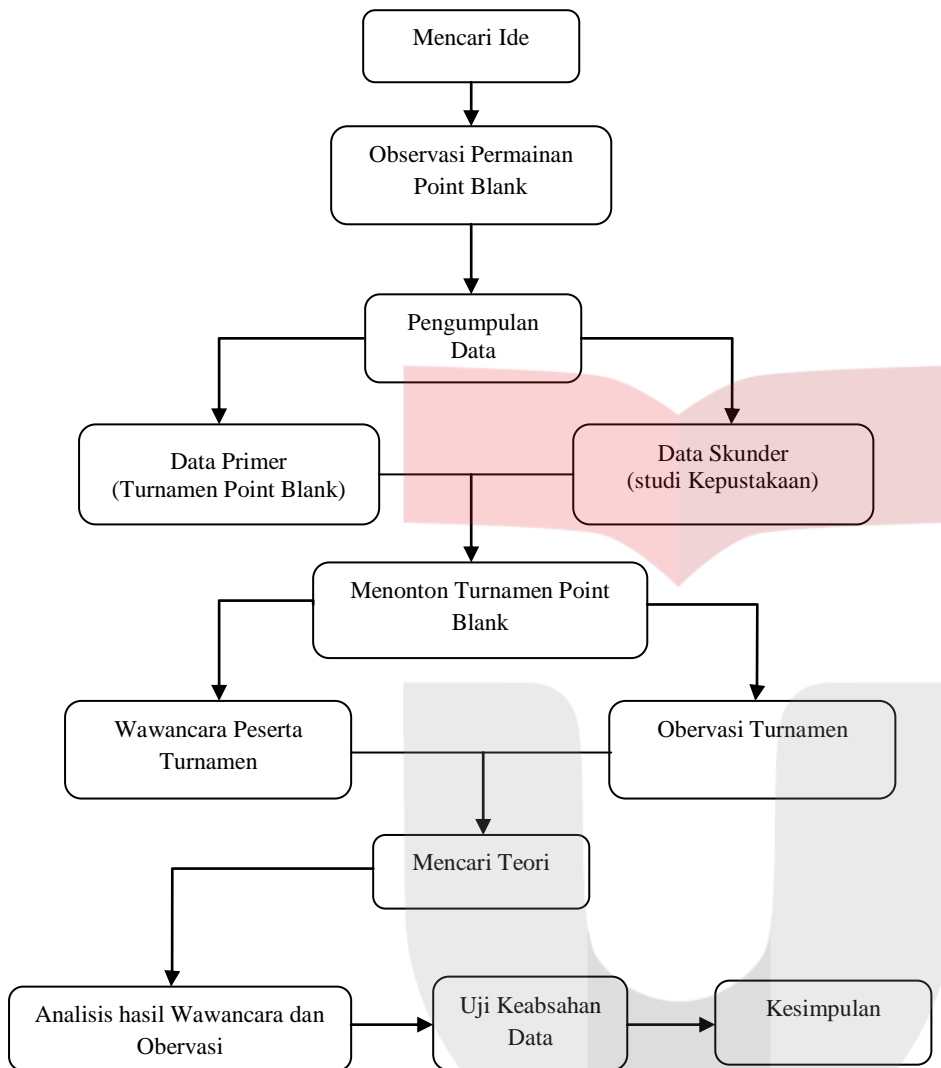 Mencari Ide
Observasi Permainan
Point Blank
Pengumpulan
Data
Data Primer
(Turnamen Point Blank)
Data Skunder
(studi Kepustakaan)
Menonton Turnamen Point
Blank
Wawancara Peserta
Turnamen
Obervasi Turnamen
Mencari Teori
Analisis hasil Wawancara dan
Obervasi
Uji Keabsahan
Data
Kesimpulan